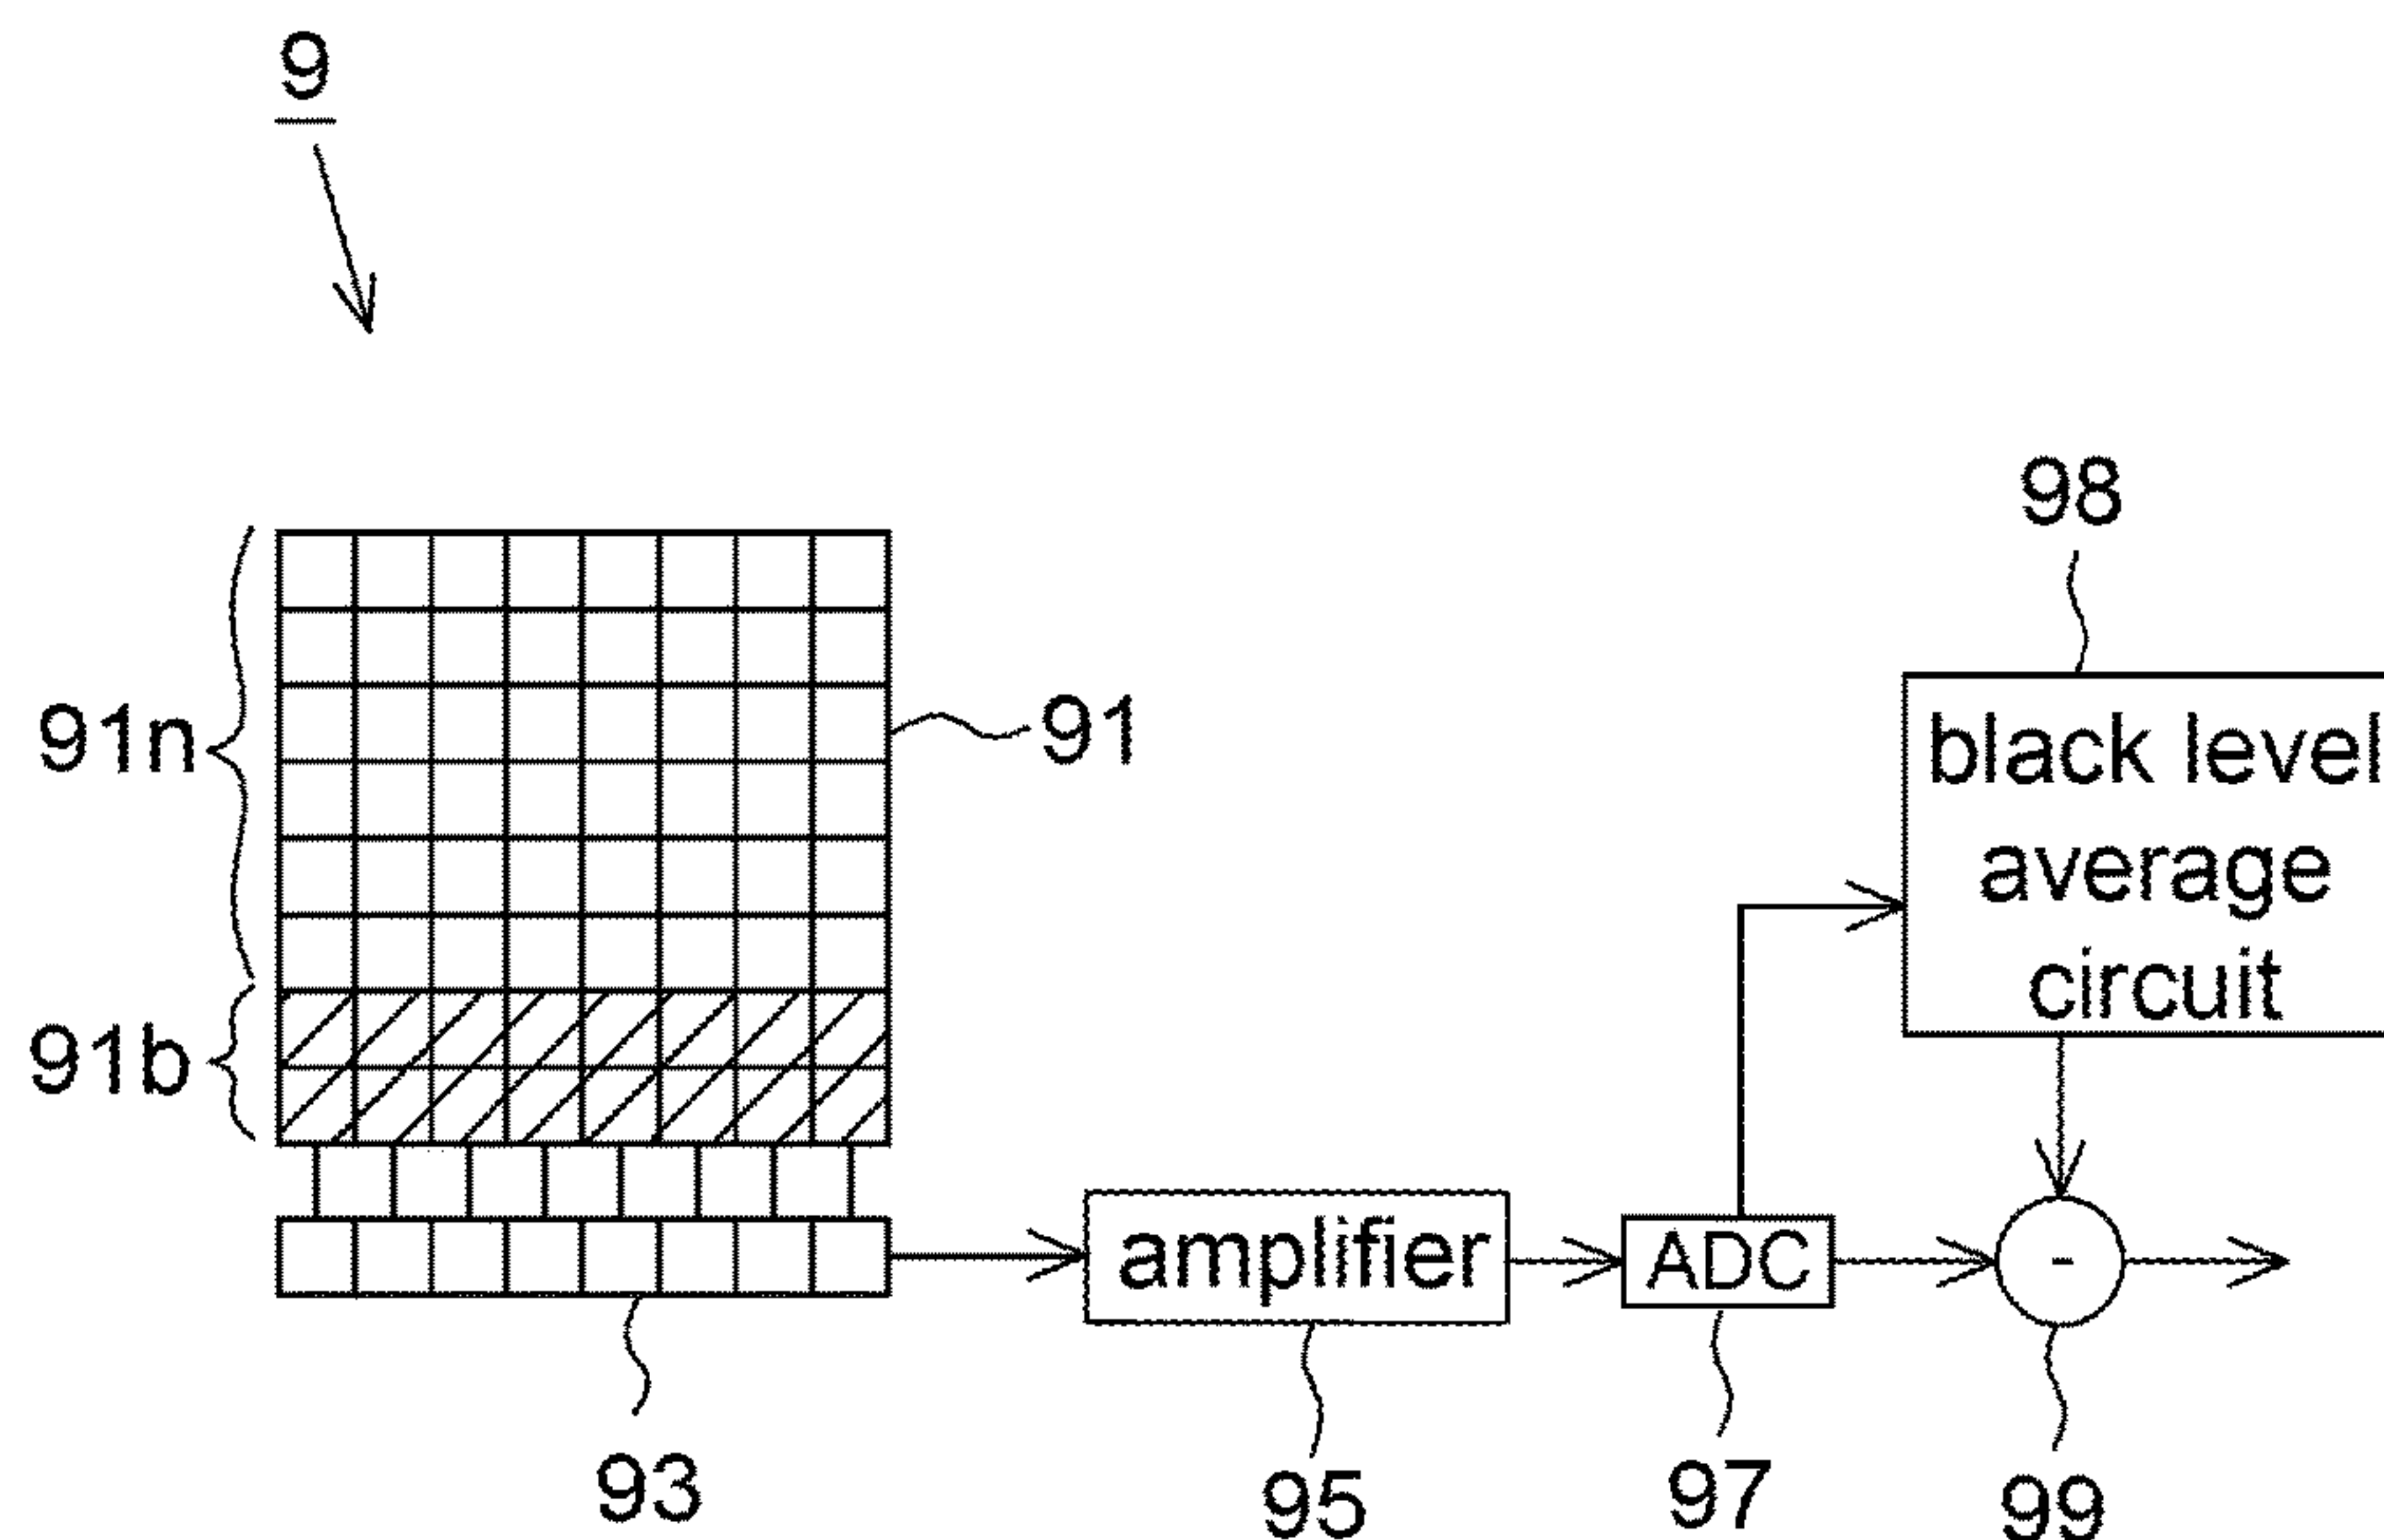 9
98
91n
91
black level
average
circuit
91b
amplifier
ADC
-
93
95
97
99